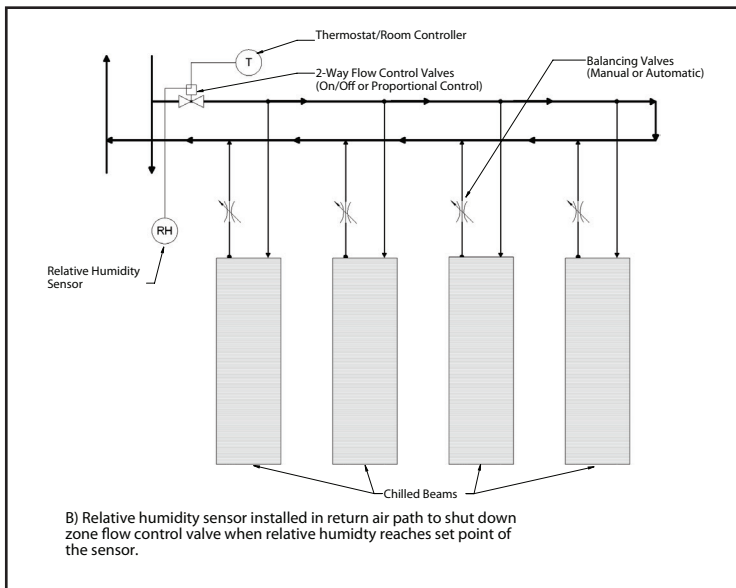 Thermostat/Room Controller
T
2-Way Flow Control Valves
(On/Off or Proportional Control)
Balancing Valves
(Manual or Automatic)
RH
Relative Humidity
Sensor
Chilled Beams
B) Relative humidity sensor installed in return air path to shut down
zone flow control valve when relative humidty reaches set point of
the sensor.